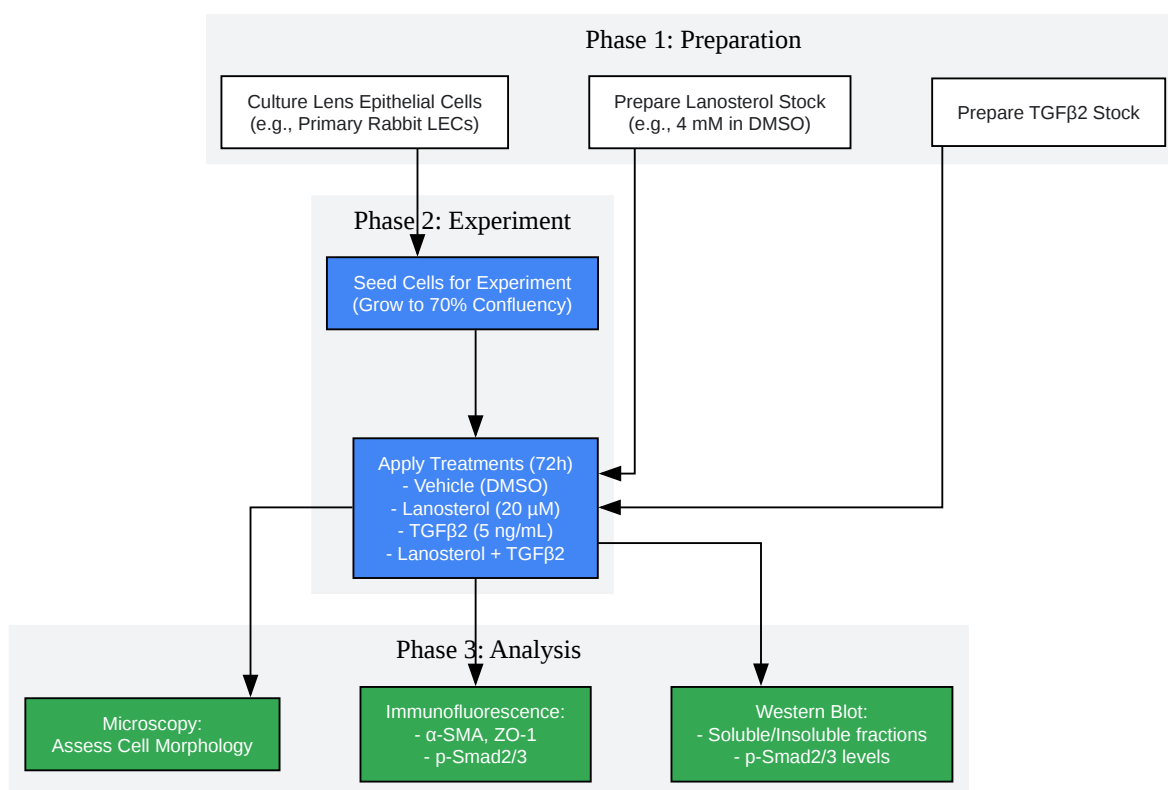 Phase 1: Preparation
Culture Lens Epithelial Cells
(e.g., Primary Rabbit LECs)
Prepare Lanosterol Stock
(e.g., 4 mM in DMSO)
Prepare TGFβ2 Stock
Phase 2: Experiment
Seed Cells for Experiment
(Grow to 70% Confluency)
Apply Treatments (72h)
- Vehicle (DMSO)
- Lanosterol (20 µM)
- TGFβ2 (5 ng/mL)
- Lanosterol + TGFβ2
Phase 3: Analysis
Microscopy:
Assess Cell Morphology
Immunofluorescence:
- α-SMA, ZO-1
- p-Smad2/3
Western Blot:
- Soluble/Insoluble fractions
- p-Smad2/3 levels